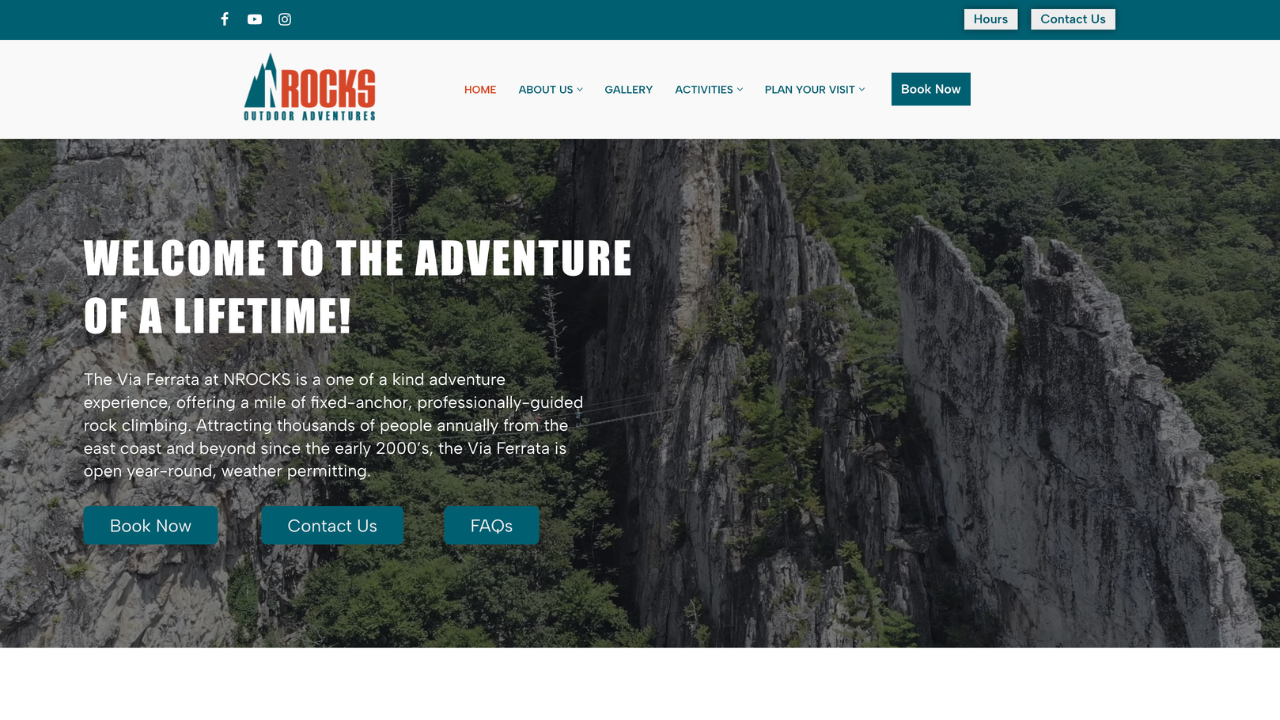 Hours
Contact Us
NROCKS
OUTDOOR ADVENTURES
HOME
ABOUT US
GALLERY
ACTIVITIES
PLAN YOUR VISIT
Book Now
WELCOME TO THE ADVENTURE
OF A LIFETIME!
The Via Ferrata at NROCKS is a one of a kind adventure
experience, offering a mile of fixed-anchor, professionally-guided
rock climbing. Attracting thousands of people annually from the
east coast and beyond since the early 2000's, the Via Ferrata is
open year-round, weather permitting.
Book Now
Contact Us
FAQs